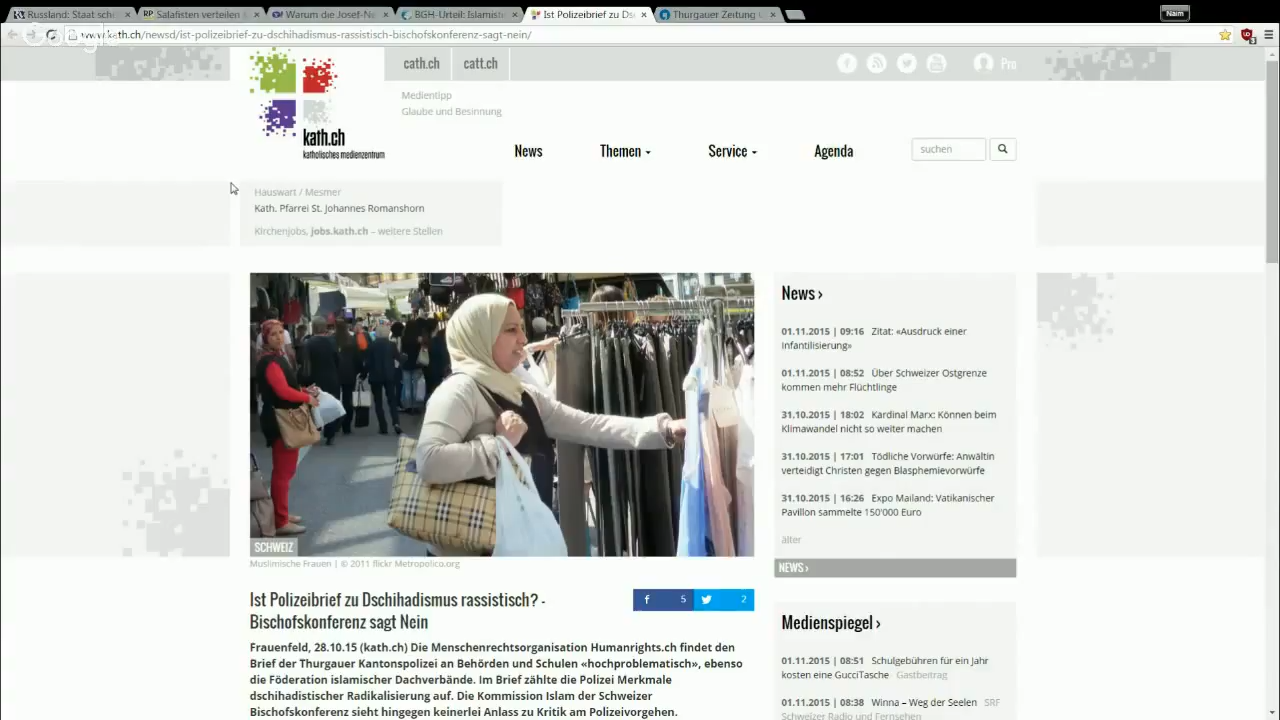 Russland: Staat sch
Salafisten verteilen
Warum die Josef-Ne
BGH-Urteil: Islamist
Ist Polizeibrief zu Ds
Thurgauer Zeitung
Naim
Google
www.kath.ch/newsd/ist-polizeibrief-zu-dschihadismus-rassistisch-bischofskonferenz-sagt-nein/
cath.ch
catt.ch
Pro
Medientipp
Glaube und Besinnung
kath.ch
katholisches medienzentrum
News
Themen
Service
Agenda
suchen
Hauswart / Mesmer
Kath. Pfarrei St. Johannes Romanshorn
Kirchenjobs, jobs.kath.ch – weitere Stellen
SCHWEIZ
Muslimische Frauen | © 2011 flickr Metropolico.org
Ist Polizeibrief zu Dschihadismus rassistisch? -
Bischofskonferenz sagt Nein
5
2
Frauenfeld, 28.10.15 (kath.ch) Die Menschenrechtsorganisation Humanrights.ch findet den
Brief der Thurgauer Kantonspolizei an Behörden und Schulen «hochproblematisch», ebenso
die Föderation islamischer Dachverbände. Im Brief zählte die Polizei Merkmale
dschihadistischer Radikalisierung auf. Die Kommission Islam der Schweizer
Bischofskonferenz sieht hingegen keinerlei Anlass zu Kritik am Polizeivorgehen.
News ›
01.11.2015 | 09:16 Zitat: «Ausdruck einer
Infantilisierung»
01.11.2015 | 08:52 Über Schweizer Ostgrenze
kommen mehr Flüchtlinge
31.10.2015 | 18:02 Kardinal Marx: Können beim
Klimawandel nicht so weiter machen
31.10.2015 | 17:01 Tödliche Vorwürfe: Anwältin
verteidigt Christen gegen Blasphemievorwürfe
31.10.2015 | 16:26 Expo Mailand: Vatikanischer
Pavillon sammelte 150'000 Euro
älter
NEWS ›
Medienspiegel ›
01.11.2015 | 08:51 Schulgebühren für ein Jahr
kosten eine GucciTasche Gastbeitrag
01.11.2015 | 08:38 Winna – Weg der Seelen SRF
Schweizer Radio und Fernsehen